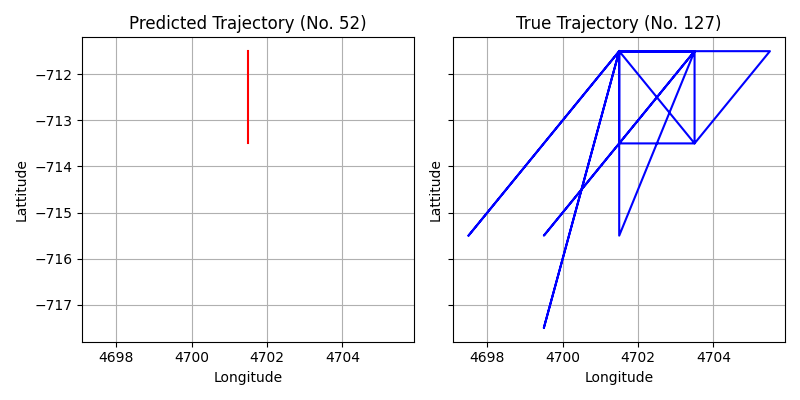 Predicted Trajectory (No. 52)
True Trajectory (No. 127)
Lattitude
−712
−713
−714
−715
−716
−717
4698
4700
4702
4704
Longitude
Lattitude
4698
4700
4702
4704
Longitude